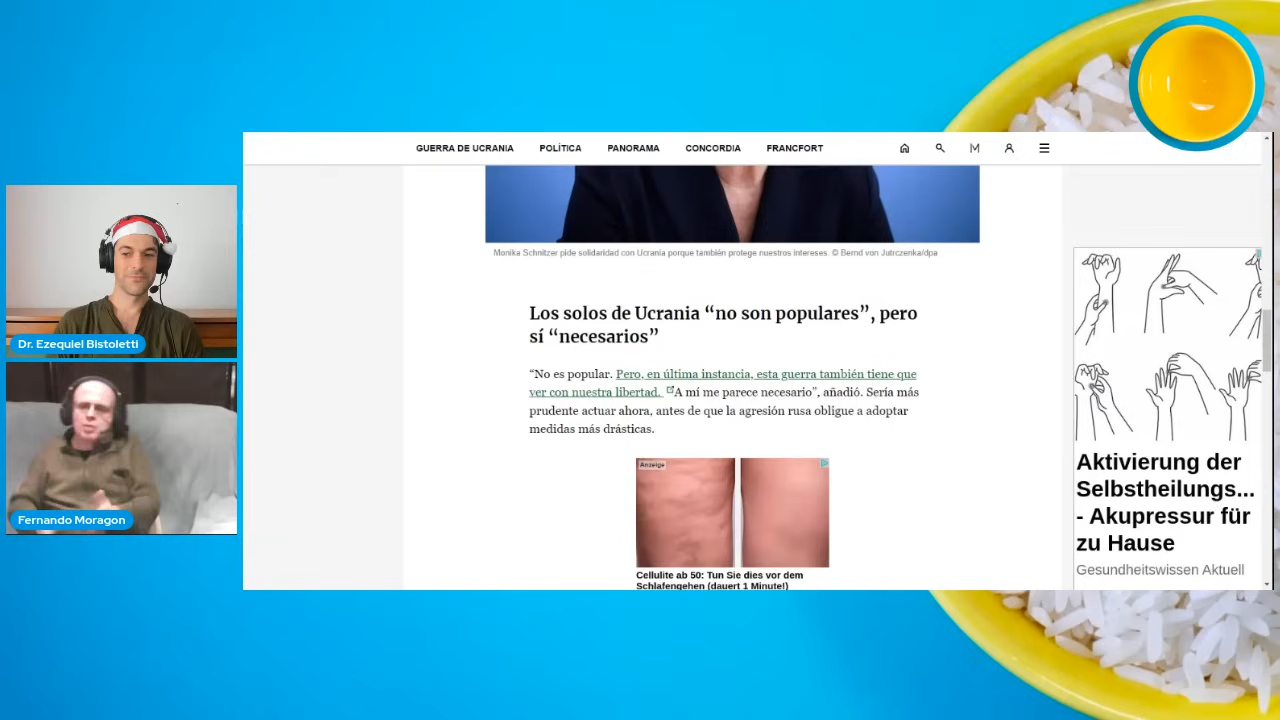 GUERRA DE UCRANIA POLÍTICA PANORAMA CONCORDIA FRANCFORT
Monika Schnitzer pide solidaridad con Ucrania porque también protege nuestros intereses. © Bernd von Jutrczenka/dpa
Los solos de Ucrania “no son populares”, pero
sí “necesarios”
“No es popular. Pero, en última instancia, esta guerra también tiene que
ver con nuestra libertad. A mí me parece necesario”, añadió. Sería más
prudente actuar ahora, antes de que la agresión rusa obligue a adoptar
medidas más drásticas.
Anzeige
Cellulite ab 50: Tun Sie dies vor dem
Schlafengehen (dauert 1 Minute!)
Aktivierung der
Selbstheilungs...
- Akupressur für
zu Hause
Gesundheitswissen Aktuell
Dr. Ezequiel Bistoletti
Fernando Moragon